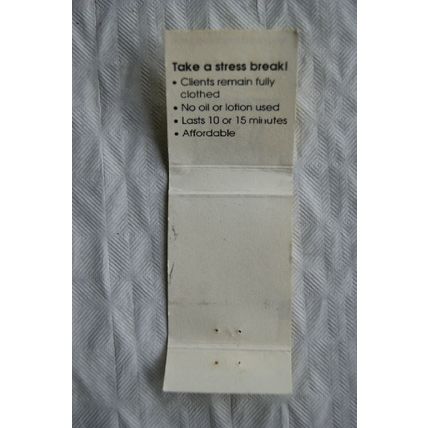 Take a stress break!
• Clients remain fully
clothed
• No oil or lotion used
• Lasts 10 or 15 minutes
• Affordable